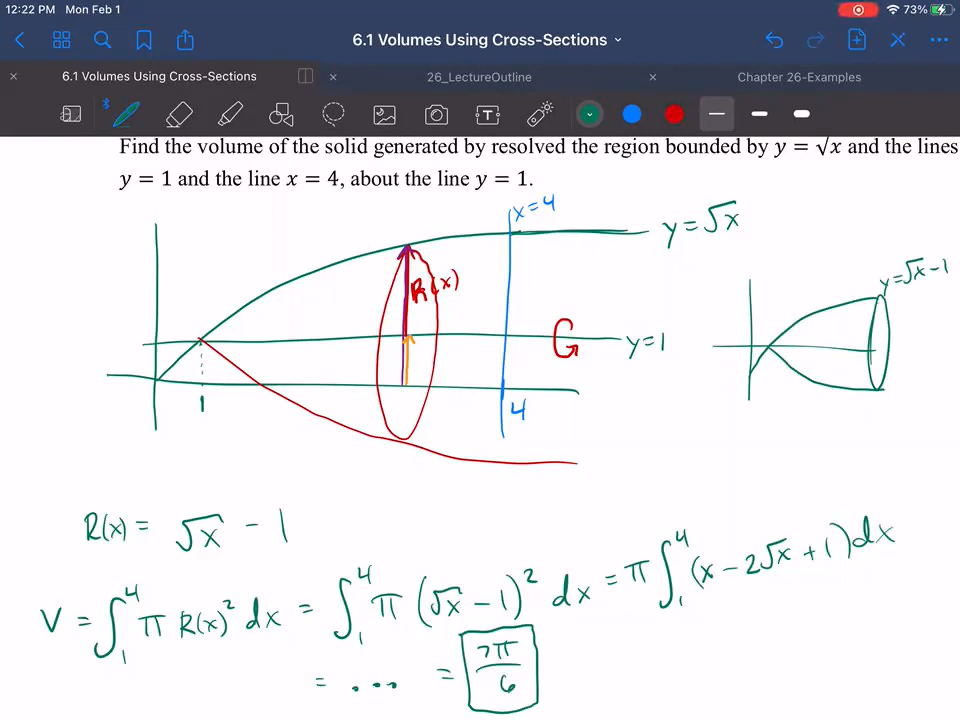 12:22 PM Mon Feb 1
73%
6.1 Volumes Using Cross-Sections
6.1 Volumes Using Cross-Sections
26_LectureOutline
Chapter 26-Examples
Find the volume of the solid generated by resolved the region bounded by y = √x and the lines
y = 1 and the line x = 4, about the line y = 1.
x=4
y=√x
R(x)
y=√x-1
y=1
1
4
R(x) = √x - 1
V = ∫₁⁴ π R(x)² dx = ∫₁⁴ π (√x - 1)² dx = π ∫₁⁴ (x - 2√x + 1) dx
= ... = 7π/6